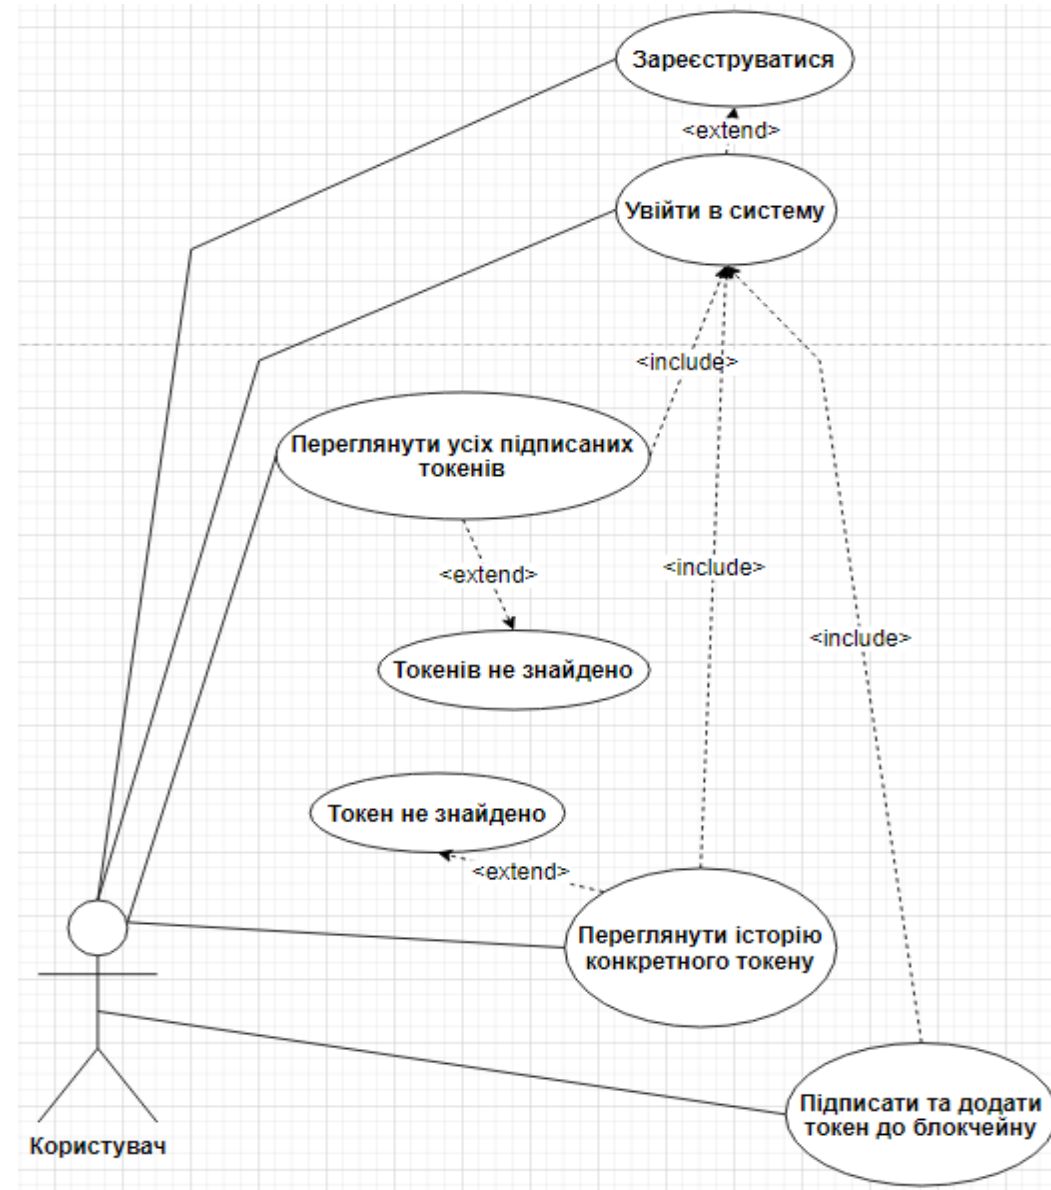 Зареєструватися
<extend>
Увійти в систему
<include>
Переглянути усіх підписаних
токенів
<include>
<extend>
<include>
Токенів не знайдено
Токен не знайдено
<extend>
Переглянути історію
конкретного токену
Підписати та додати
токен до блокчейну
Користувач